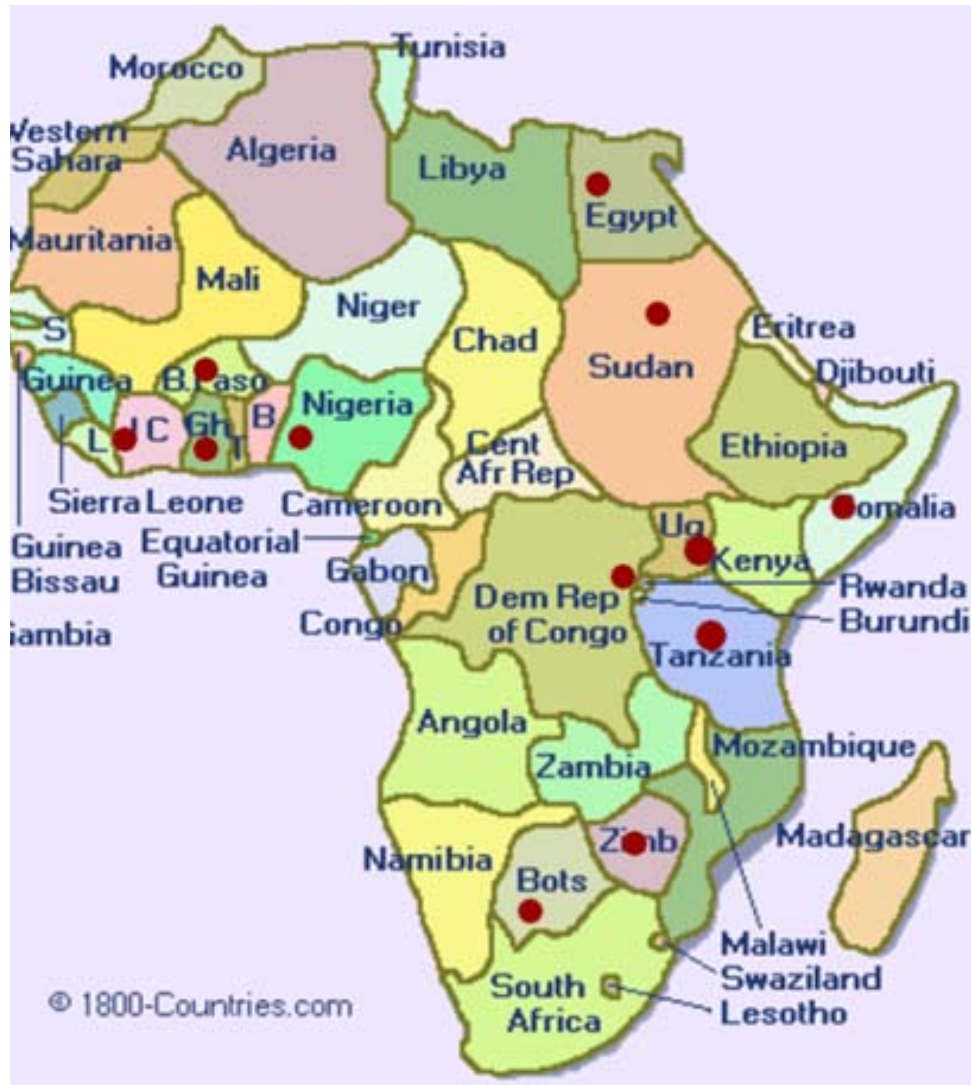 Tunisia
Morocco
Western
Sahara
Algeria
Libya
Egypt
Mauritania
Mali
Niger
Chad
Sudan
Eritrea
Djibouti
S
Guinea
B.Faso
Nigeria
L
I C
Gh
T
B
Cent
Afr Rep
Ethiopia
Sierra Leone
Cameroon
Somalia
Guinea
Bissau
Equatorial
Guinea
Ug
Kenya
Gabon
Rwanda
Dem Rep
of Congo
Burundi
Congo
Gambia
Tanzania
Angola
Zambia
Mozambique
Zimb
Madagascar
Namibia
Bots
Malawi
Swaziland
Lesotho
South
Africa
© 1800-Countries.com